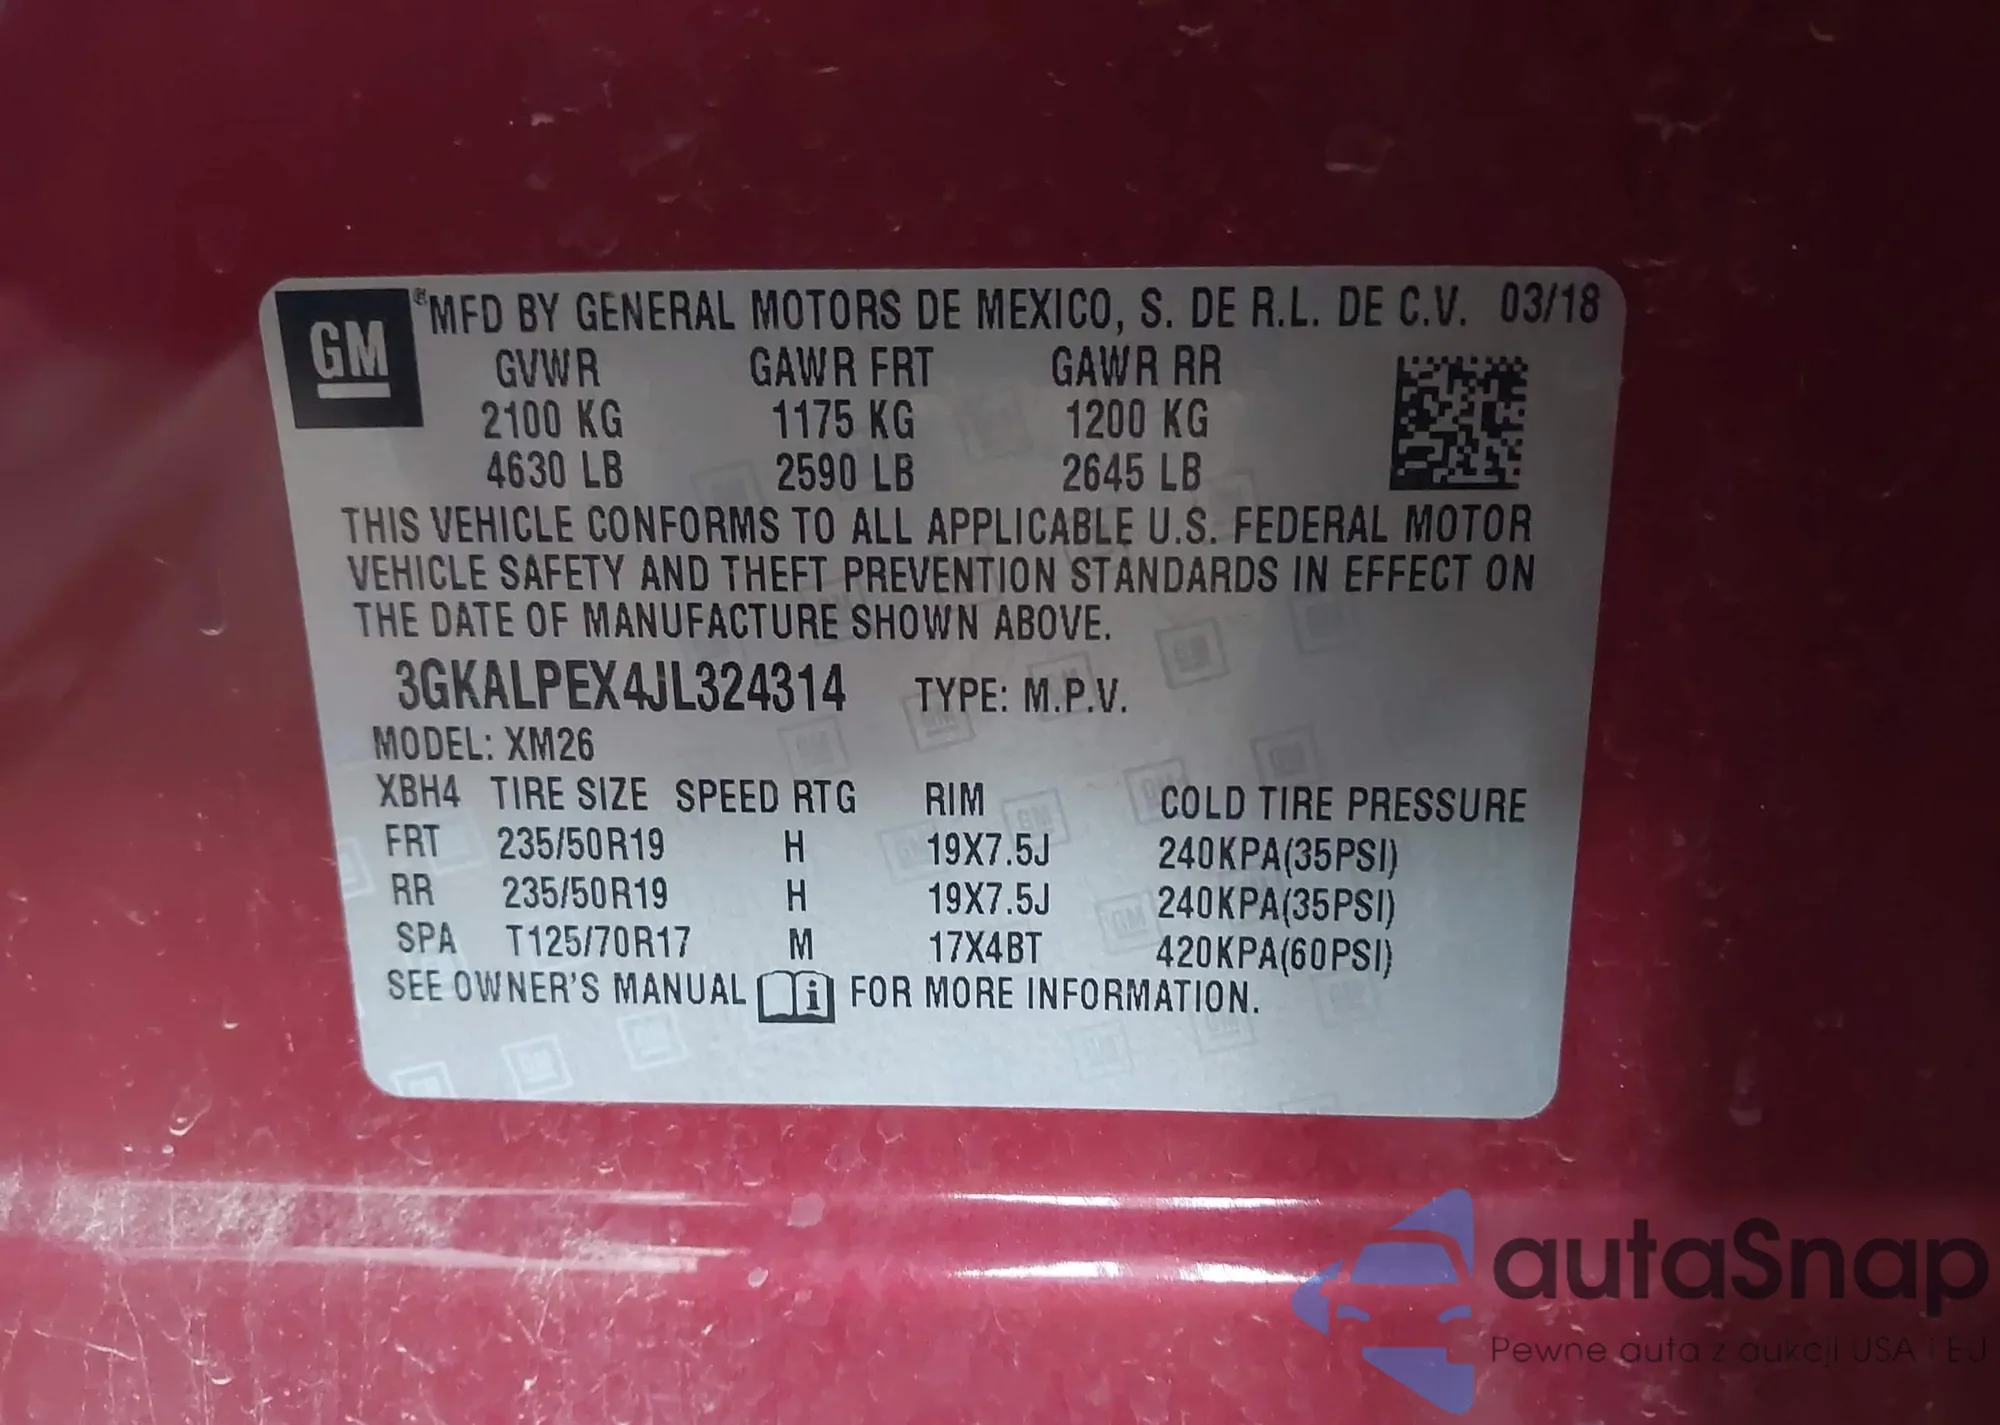 GM
®MFD BY GENERAL MOTORS DE MEXICO, S. DE R.L. DE C.V. 03/18
GVWR GAWR FRT GAWR RR
2100 KG 1175 KG 1200 KG
4630 LB 2590 LB 2645 LB
THIS VEHICLE CONFORMS TO ALL APPLICABLE U.S. FEDERAL MOTOR
VEHICLE SAFETY AND THEFT PREVENTION STANDARDS IN EFFECT ON
THE DATE OF MANUFACTURE SHOWN ABOVE.
3GKALPEX4JL324314 TYPE: M.P.V.
MODEL: XM26
XBH4 TIRE SIZE SPEED RTG RIM COLD TIRE PRESSURE
FRT 235/50R19 H 19X7.5J 240KPA(35PSI)
RR 235/50R19 H 19X7.5J 240KPA(35PSI)
SPA T125/70R17 M 17X4BT 420KPA(60PSI)
SEE OWNER'S MANUAL i FOR MORE INFORMATION.
autaSnap
Pewne auta z aukcji USA i EU